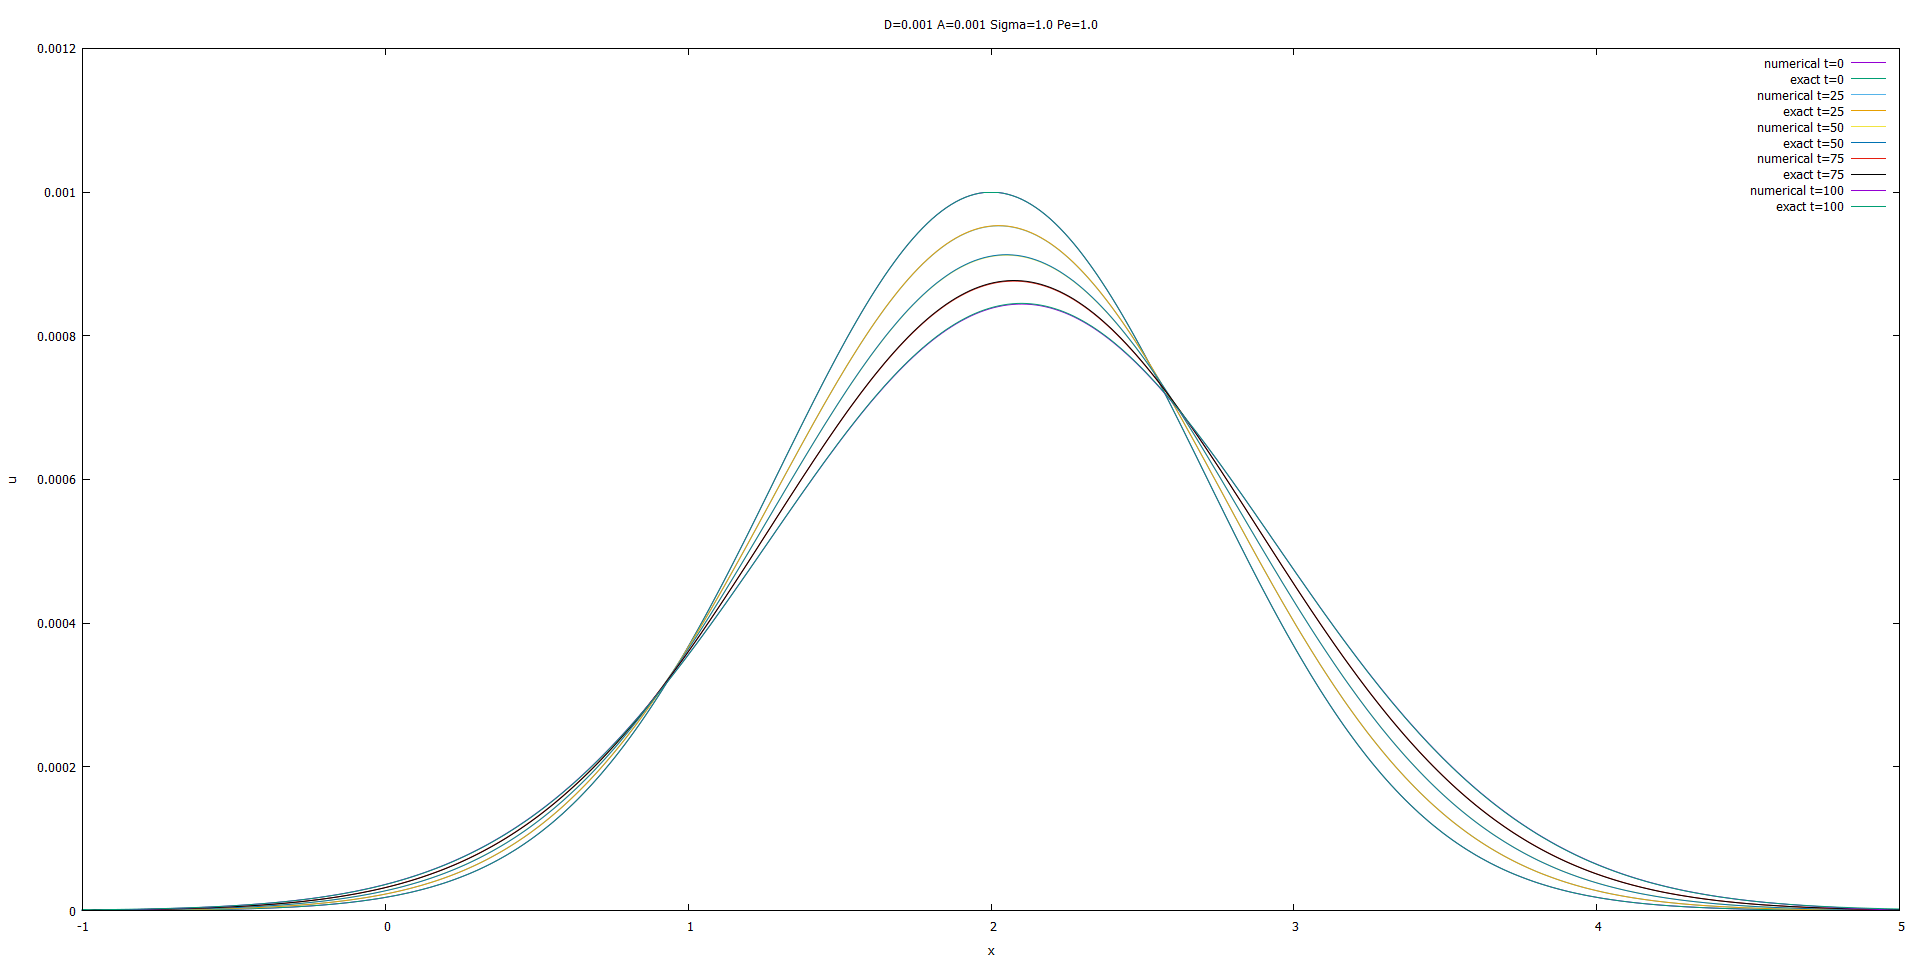 D=0.001 A=0.001 Sigma=1.0 Pe=1.0
0.0012
0.001
0.0008
0.0006
0.0004
0.0002
0
u
numerical t=0
exact t=0
numerical t=25
exact t=25
numerical t=50
exact t=50
numerical t=75
exact t=75
numerical t=100
exact t=100
-1 0 1 2 3 4 5
x